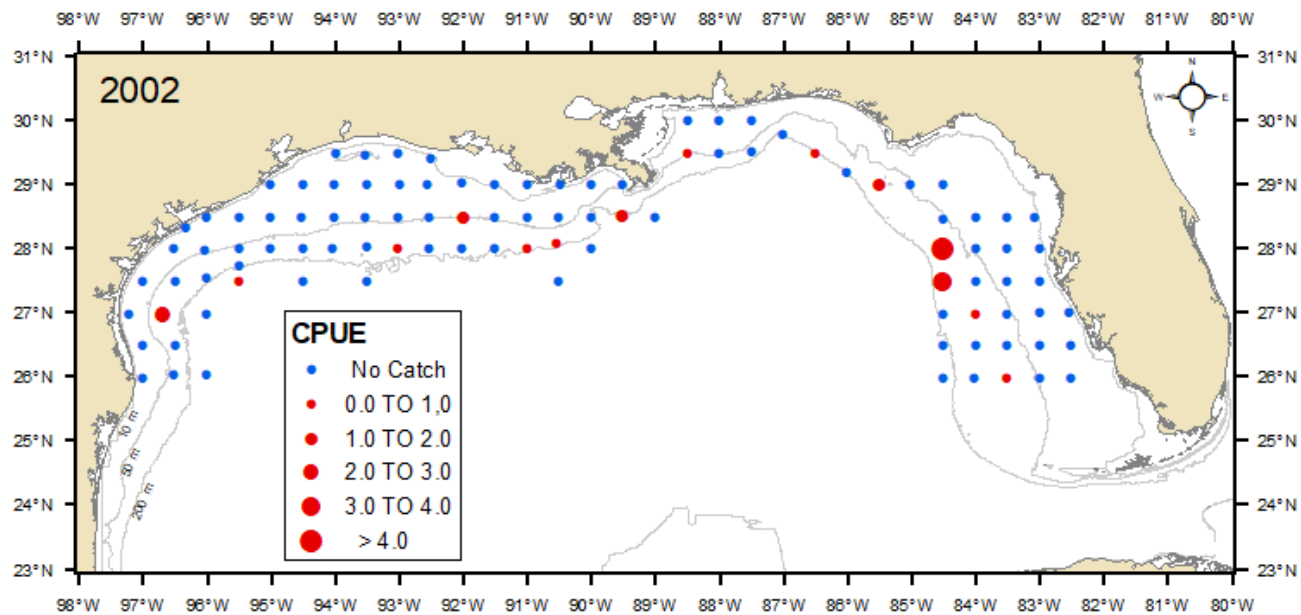 98°W 97°W 96°W 95°W 94°W 93°W 92°W 91°W 90°W 89°W 88°W 87°W 86°W 85°W 84°W 83°W 82°W 81°W 80°W
31°N 31°N
2002
N
W E
S
30°N 30°N
29°N 29°N
28°N 28°N
27°N 27°N
26°N 26°N
25°N 25°N
24°N 24°N
23°N 23°N
CPUE
No Catch
0.0 TO 1,0
1.0 TO 2.0
2.0 TO 3.0
3.0 TO 4.0
> 4.0
10 m
50 m
200 m
98°W 97°W 96°W 95°W 94°W 93°W 92°W 91°W 90°W 89°W 88°W 87°W 86°W 85°W 84°W 83°W 82°W 81°W 80°W